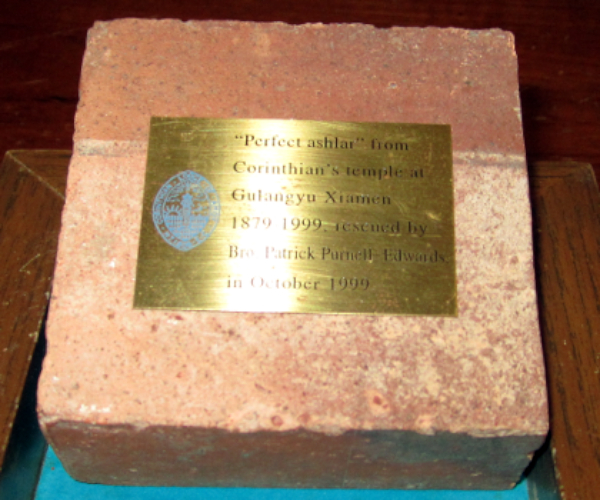 "Perfect ashlar" from
Corinthian's temple at
Gulangyu Xiamen
1879 1999, rescued by
Bro Patrick Purnell-Edwards
in October 1999